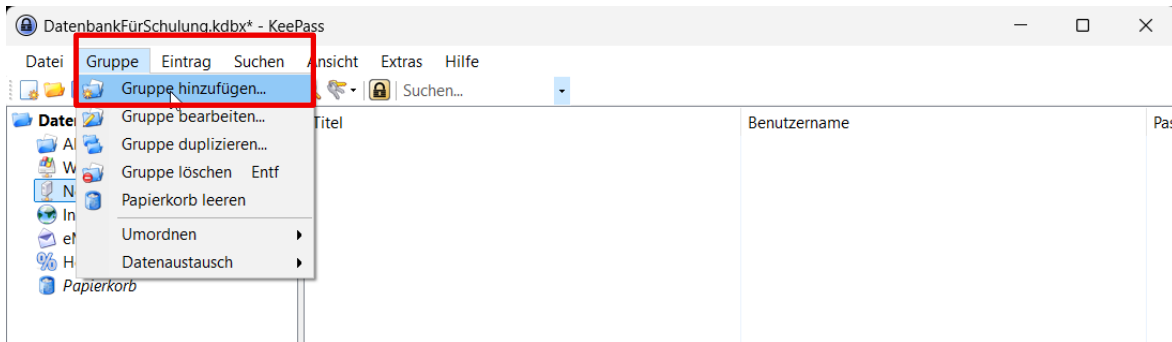 DatenbankFürSchulung.kdbx* - KeePass
Datei Gruppe Eintrag Suchen Ansicht Extras Hilfe
Gruppe hinzufügen... Suchen...
Gruppe bearbeiten... Titel Benutzername
Gruppe duplizieren...
Gruppe löschen Entf
Papierkorb leeren
Umordnen
Datenaustausch
Papierkorb